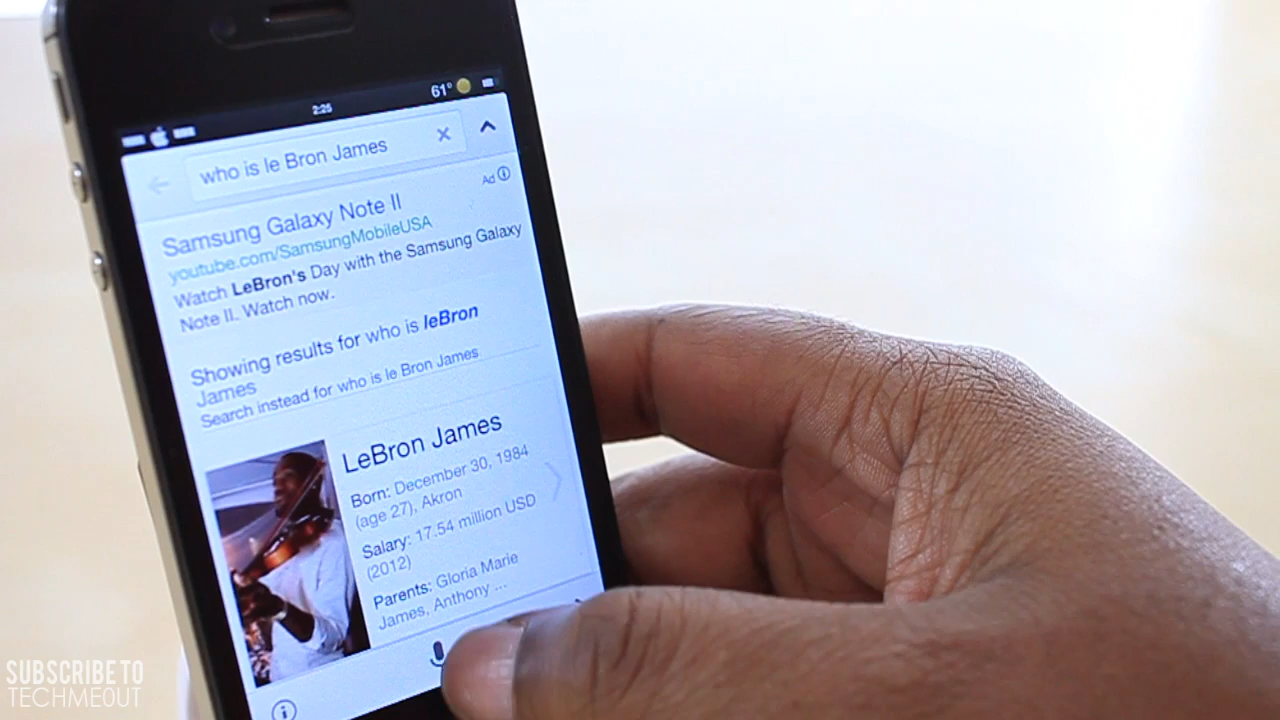 2:25
61°
who is le Bron James
Ad
Samsung Galaxy Note II
youtube.com/SamsungMobileUSA
Watch LeBron's Day with the Samsung Galaxy
Note II. Watch now.
Showing results for who is leBron
James
Search instead for who is le Bron James
LeBron James
Born: December 30, 1984
(age 27), Akron
Salary: 17.54 million USD
(2012)
Parents: Gloria Marie
James, Anthony ...
SUBSCRIBE TO
TECHMEOUT